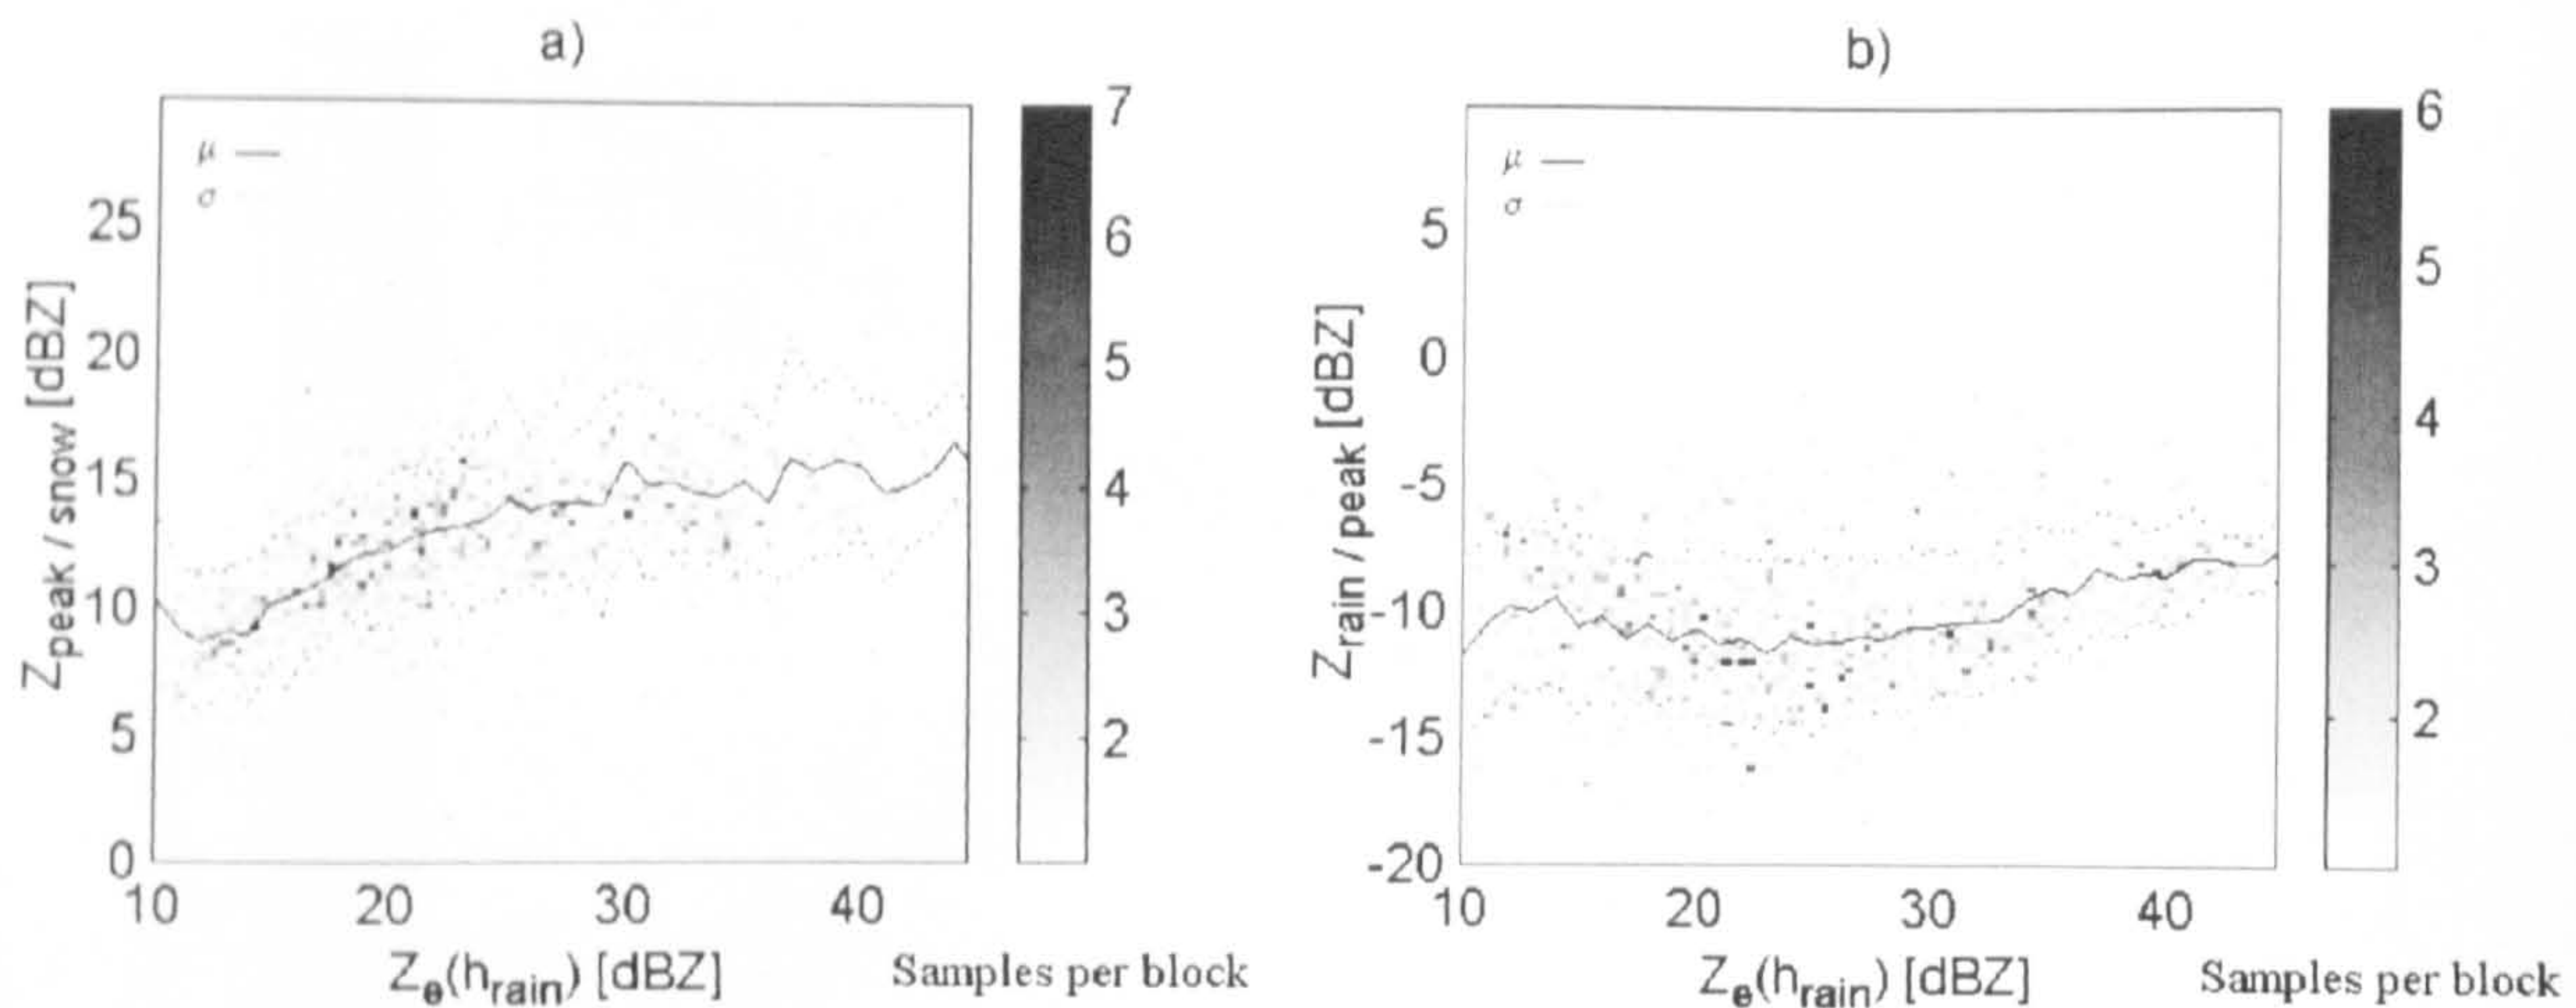 a)
μ
σ
25
20
15
10
5
0
Z_peak / snow [dBZ]
10 20 30 40
Z_e(h_rain) [dBZ]
7
6
5
4
3
2
Samples per block
b)
μ
σ
5
0
-5
-10
-15
-20
Z_rain / peak [dBZ]
10 20 30 40
Z_e(h_rain) [dBZ]
6
5
4
3
2
Samples per block